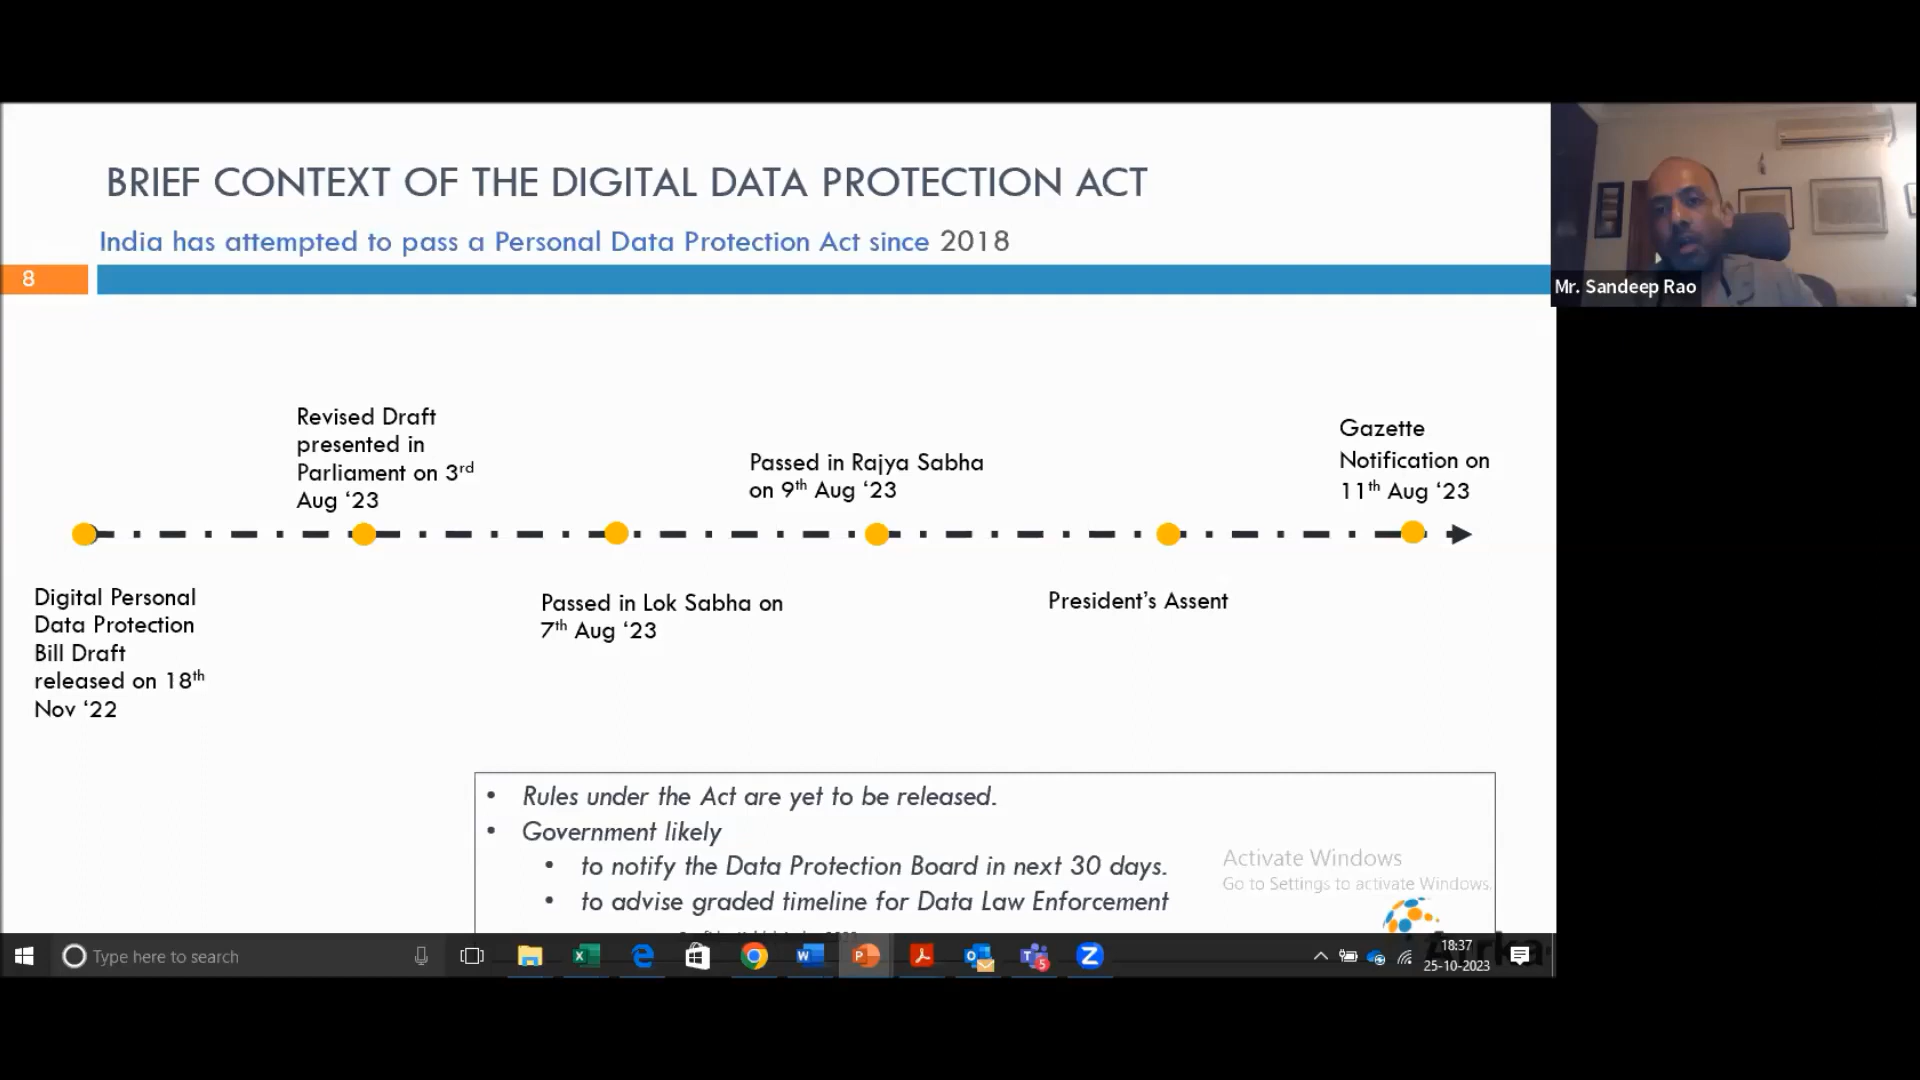 BRIEF CONTEXT OF THE DIGITAL DATA PROTECTION ACT
India has attempted to pass a Personal Data Protection Act since 2018
8
Mr. Sandeep Rao
Revised Draft
presented in
Parliament on 3rd
Aug ‘23
Passed in Rajya Sabha
on 9th Aug ‘23
Gazette
Notification on
11th Aug ‘23
Digital Personal
Data Protection
Bill Draft
released on 18th
Nov ‘22
Passed in Lok Sabha on
7th Aug ‘23
President’s Assent
• Rules under the Act are yet to be released.
• Government likely
• to notify the Data Protection Board in next 30 days.
• to advise graded timeline for Data Law Enforcement
Activate Windows
Go to Settings to activate Windows.
Type here to search
18:37
25-10-2023